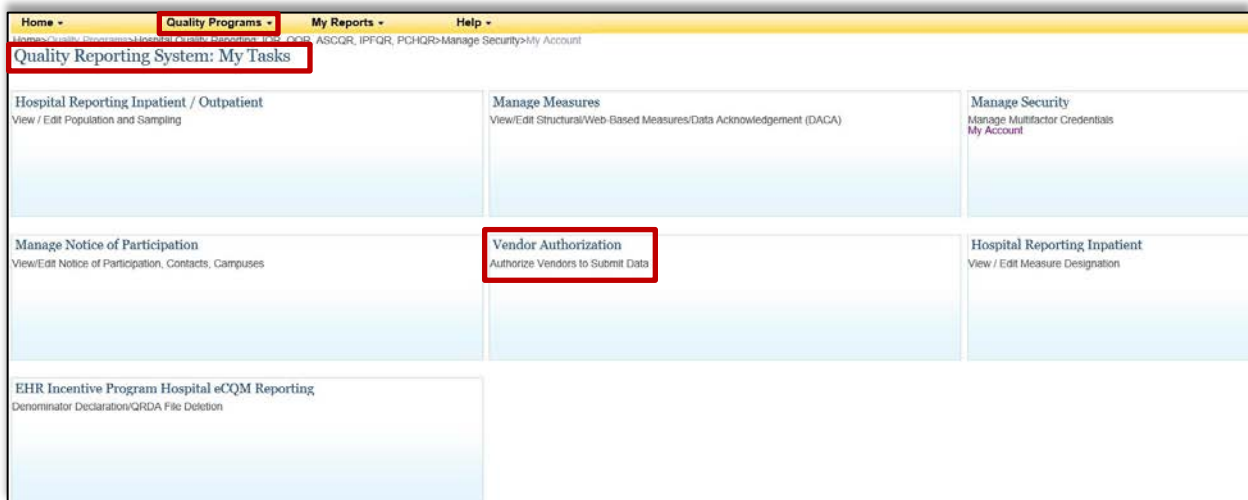 Home Quality Programs My Reports Help
Home>Quality Programs>Hospital Quality Reporting: IQR, OQR, ASCQR, IPFQR, PCHQR>Manage Security>My Account
Quality Reporting System: My Tasks
Hospital Reporting Inpatient / Outpatient
View / Edit Population and Sampling
Manage Measures
View/Edit Structural/Web-Based Measures/Data Acknowledgement (DACA)
Manage Security
Manage Multifactor Credentials
My Account
Manage Notice of Participation
View/Edit Notice of Participation, Contacts, Campuses
Vendor Authorization
Authorize Vendors to Submit Data
Hospital Reporting Inpatient
View / Edit Measure Designation
EHR Incentive Program Hospital eCQM Reporting
Denominator Declaration/QRDA File Deletion